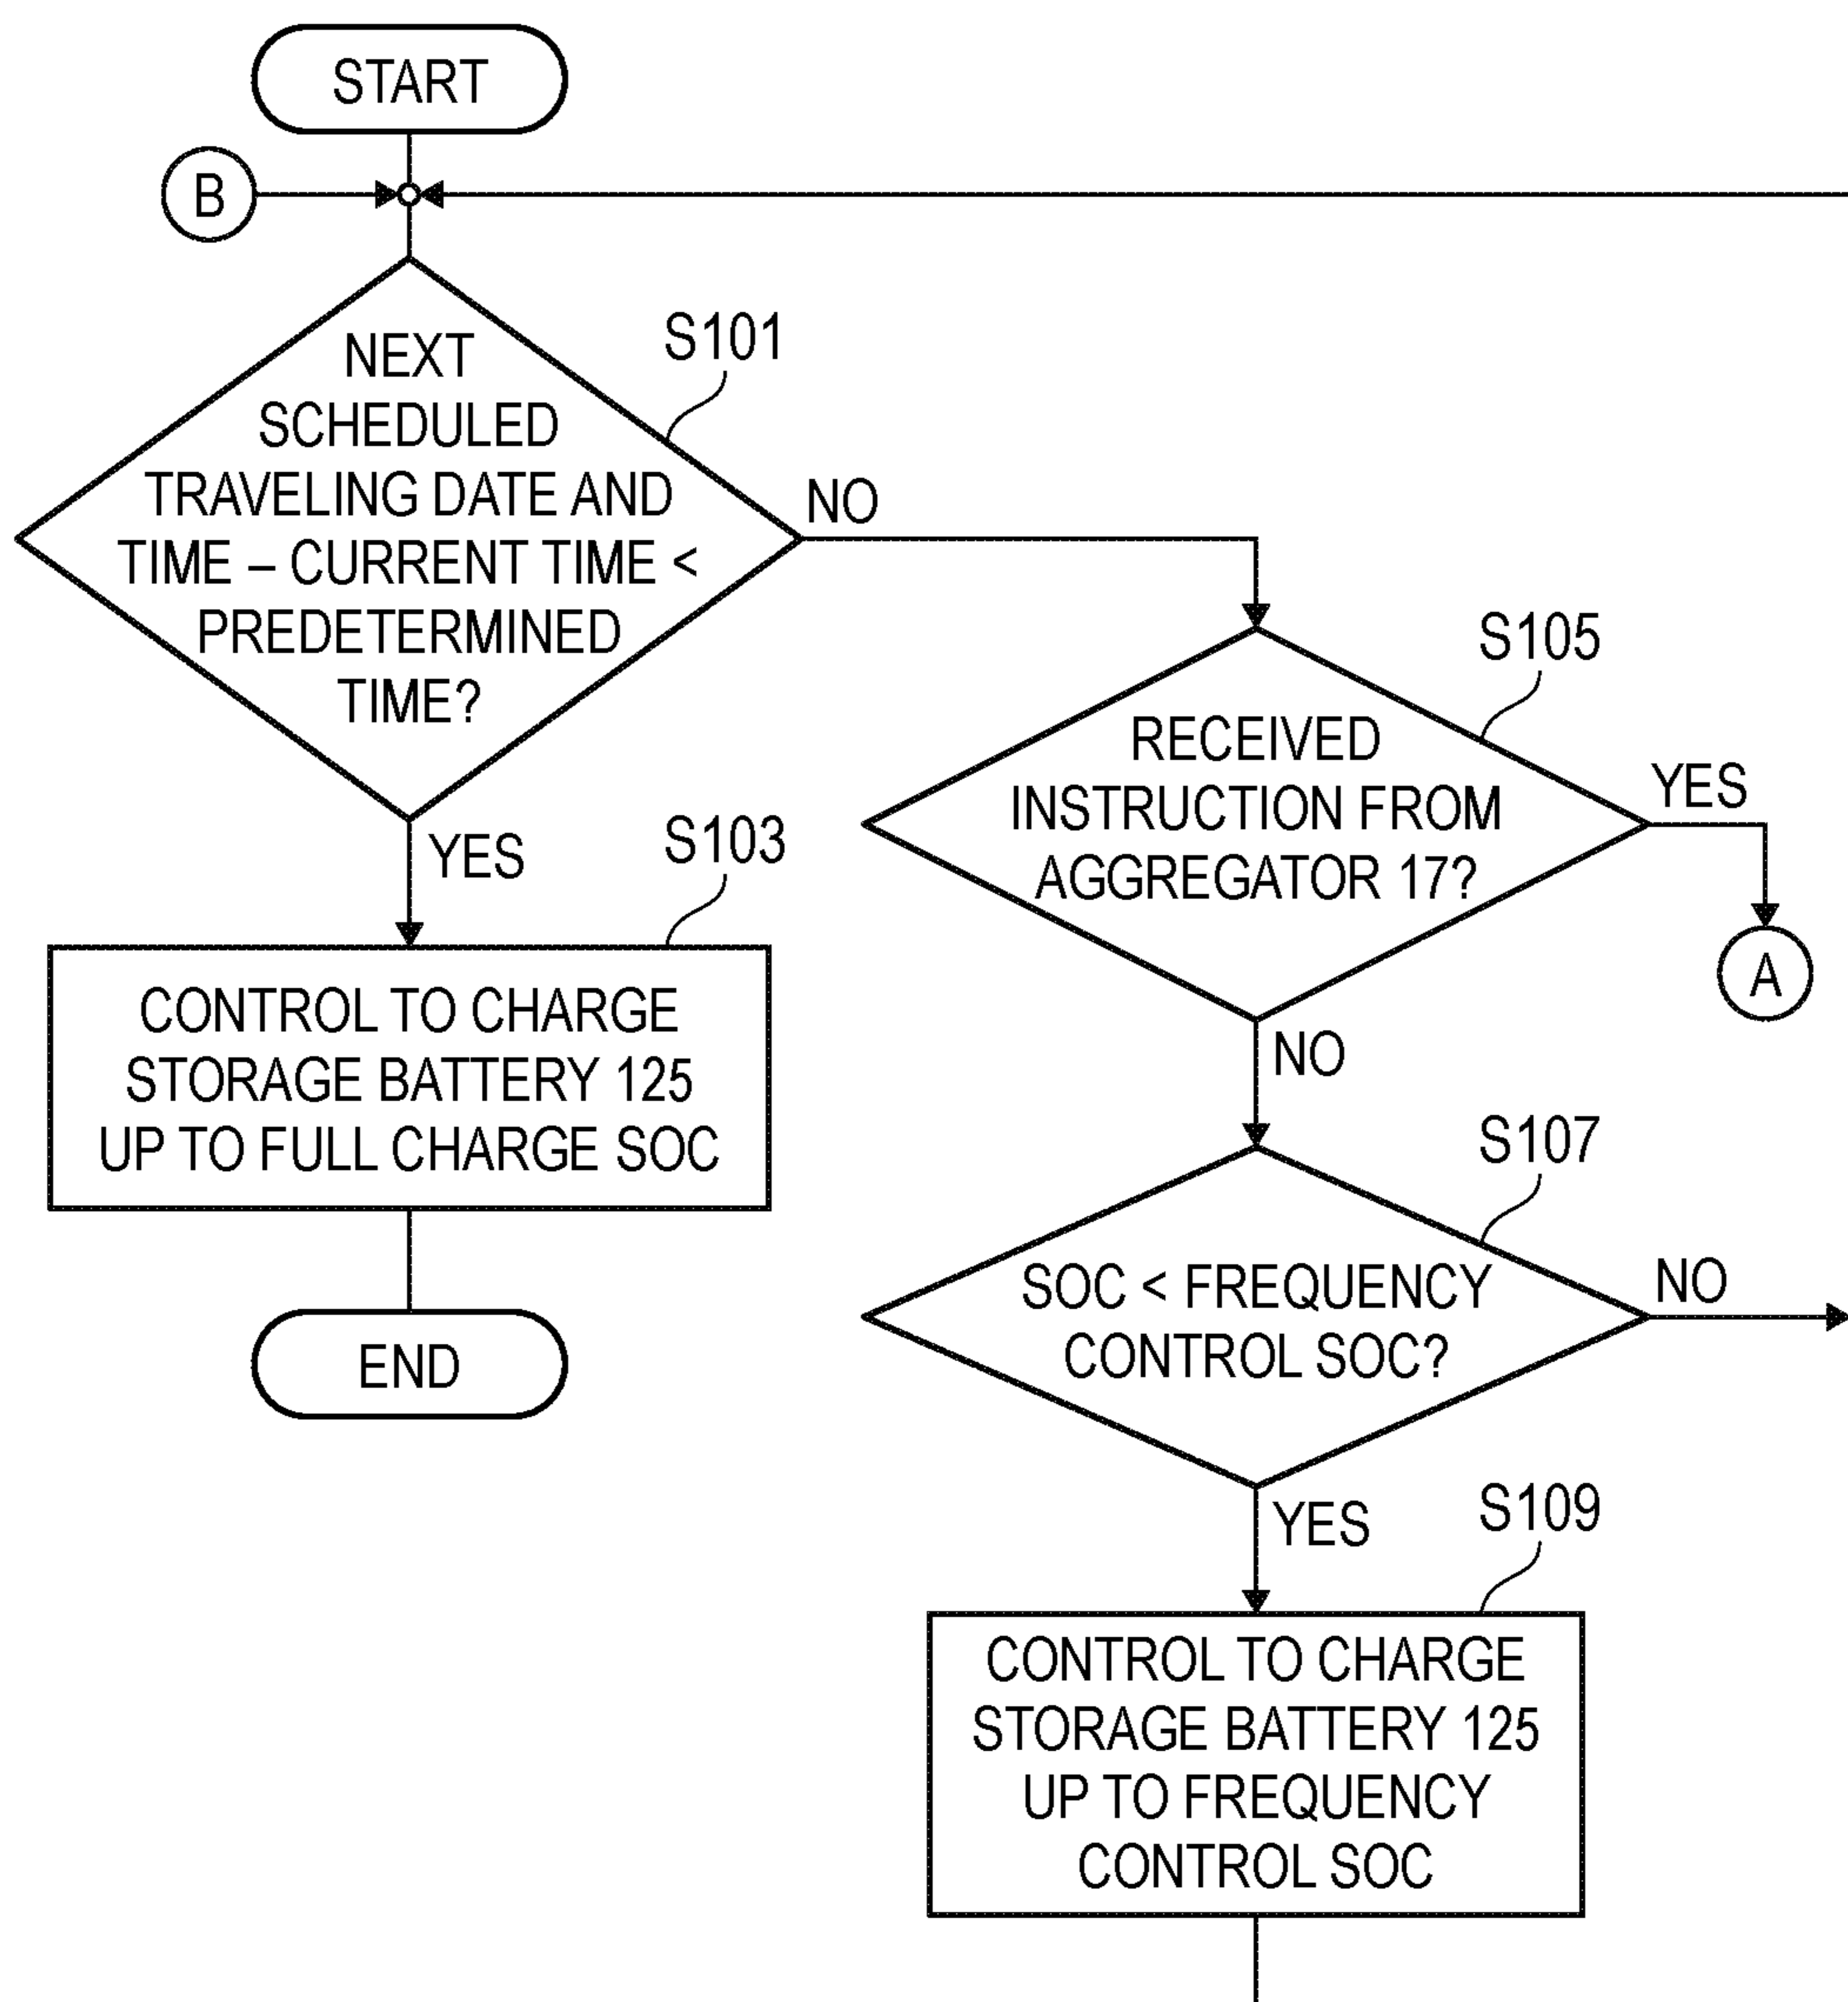 START
B
S101
NEXT
SCHEDULED
TRAVELING DATE AND
TIME – CURRENT TIME <
PREDETERMINED
TIME?
NO
YES
S103
CONTROL TO CHARGE
STORAGE BATTERY 125
UP TO FULL CHARGE SOC
END
S105
RECEIVED
INSTRUCTION FROM
AGGREGATOR 17?
YES
A
NO
S107
SOC < FREQUENCY
CONTROL SOC?
NO
YES
S109
CONTROL TO CHARGE
STORAGE BATTERY 125
UP TO FREQUENCY
CONTROL SOC